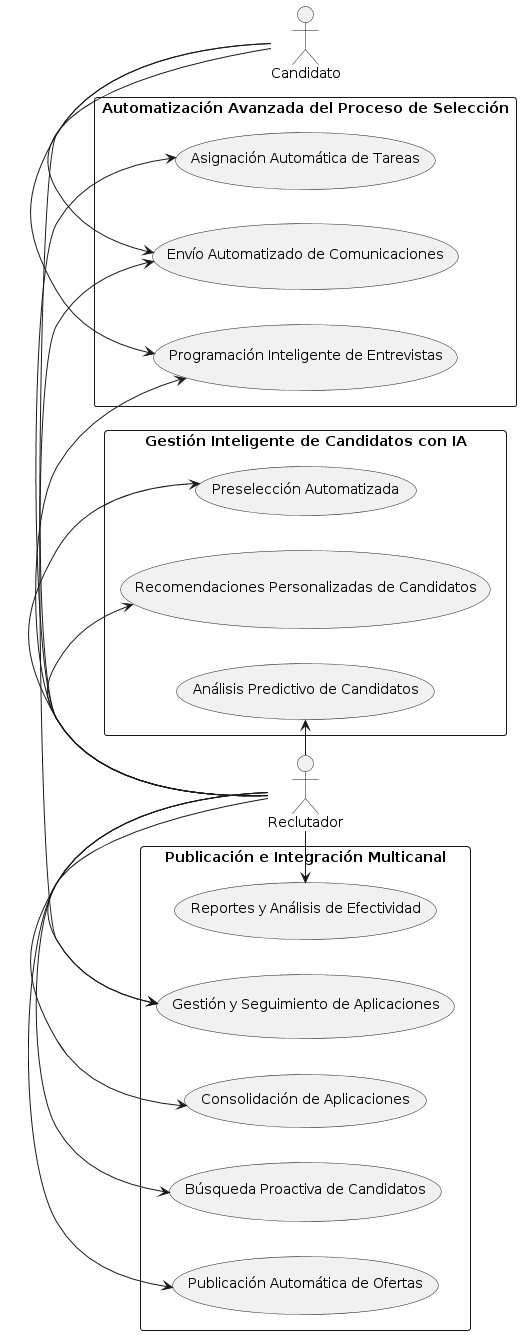 Candidato
Automatización Avanzada del Proceso de Selección
Asignación Automática de Tareas
Envío Automatizado de Comunicaciones
Programación Inteligente de Entrevistas
Gestión Inteligente de Candidatos con IA
Preselección Automatizada
Recomendaciones Personalizadas de Candidatos
Análisis Predictivo de Candidatos
Reclutador
Publicación e Integración Multicanal
Reportes y Análisis de Efectividad
Gestión y Seguimiento de Aplicaciones
Consolidación de Aplicaciones
Búsqueda Proactiva de Candidatos
Publicación Automática de Ofertas